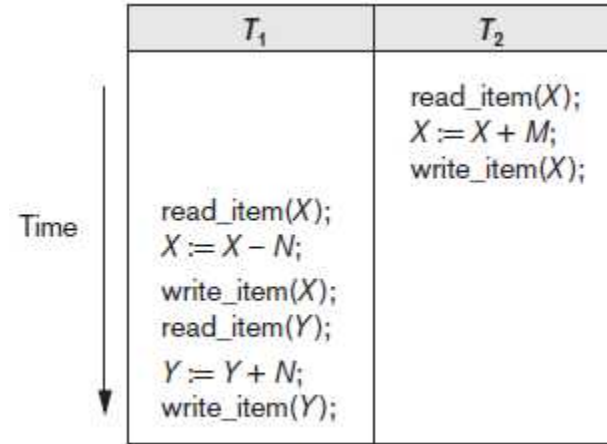 T₁ T₂
read_item(X);
X := X + M;
write_item(X);
Time
read_item(X);
X := X – N;
write_item(X);
read_item(Y);
Y := Y + N;
write_item(Y);